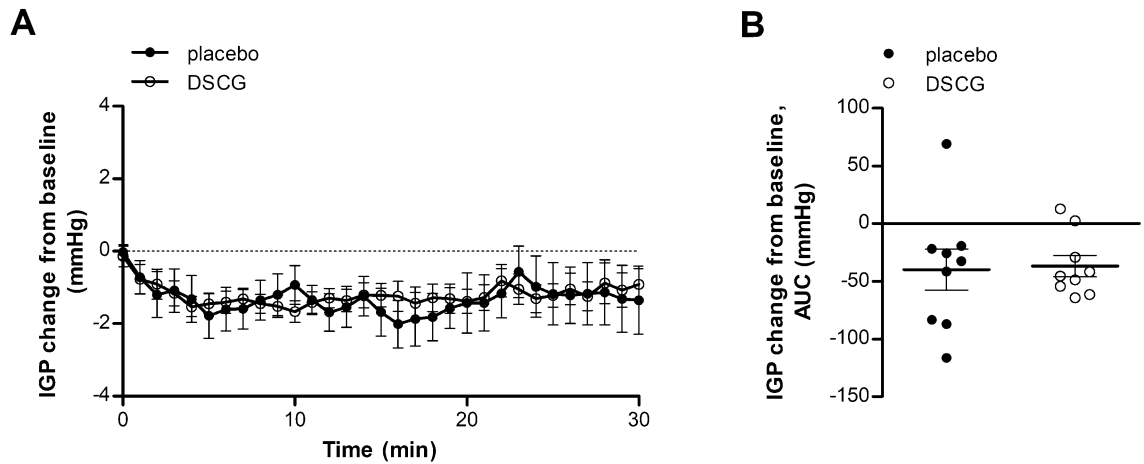 A
placebo
DSCG
IGP change from baseline
(mmHg)
4
2
0
-2
-4
0
10
20
30
Time (min)
B
placebo
DSCG
IGP change from baseline,
AUC (mmHg)
100
50
0
-50
-100
-150